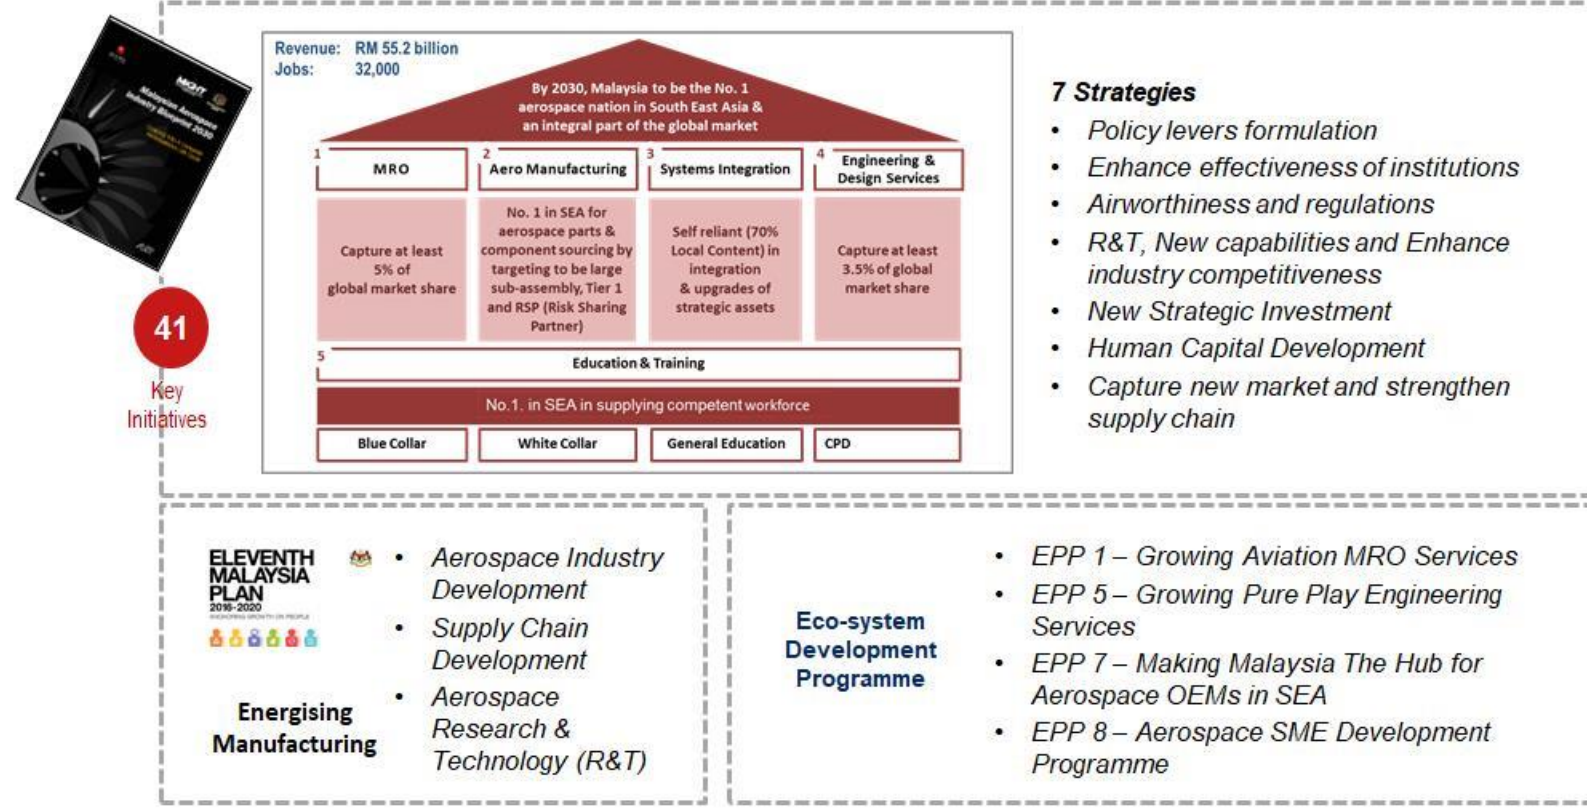 MIGHT
Malaysian Aerospace
Industry Blueprint 2030
41
Key
Initiatives
Revenue: RM 55.2 billion
Jobs: 32,000
By 2030, Malaysia to be the No. 1
aerospace nation in South East Asia &
an integral part of the global market
1
MRO
2
Aero Manufacturing
3
Systems Integration
4
Engineering &
Design Services
Capture at least
5% of
global market share
No. 1 in SEA for
aerospace parts &
component sourcing by
targeting to be large
sub-assembly, Tier 1
and RSP (Risk Sharing
Partner)
Self reliant (70%
Local Content) in
integration
& upgrades of
strategic assets
Capture at least
3.5% of global
market share
5
Education & Training
No.1. in SEA in supplying competent workforce
Blue Collar
White Collar
General Education
CPD
7 Strategies
• Policy levers formulation
• Enhance effectiveness of institutions
• Airworthiness and regulations
• R&T, New capabilities and Enhance
industry competitiveness
• New Strategic Investment
• Human Capital Development
• Capture new market and strengthen
supply chain
ELEVENTH
MALAYSIA
PLAN
2016-2020
ANCHORING GROWTH ON PEOPLE
Energising
Manufacturing
• Aerospace Industry
Development
• Supply Chain
Development
• Aerospace
Research &
Technology (R&T)
Eco-system
Development
Programme
• EPP 1 – Growing Aviation MRO Services
• EPP 5 – Growing Pure Play Engineering
Services
• EPP 7 – Making Malaysia The Hub for
Aerospace OEMs in SEA
• EPP 8 – Aerospace SME Development
Programme